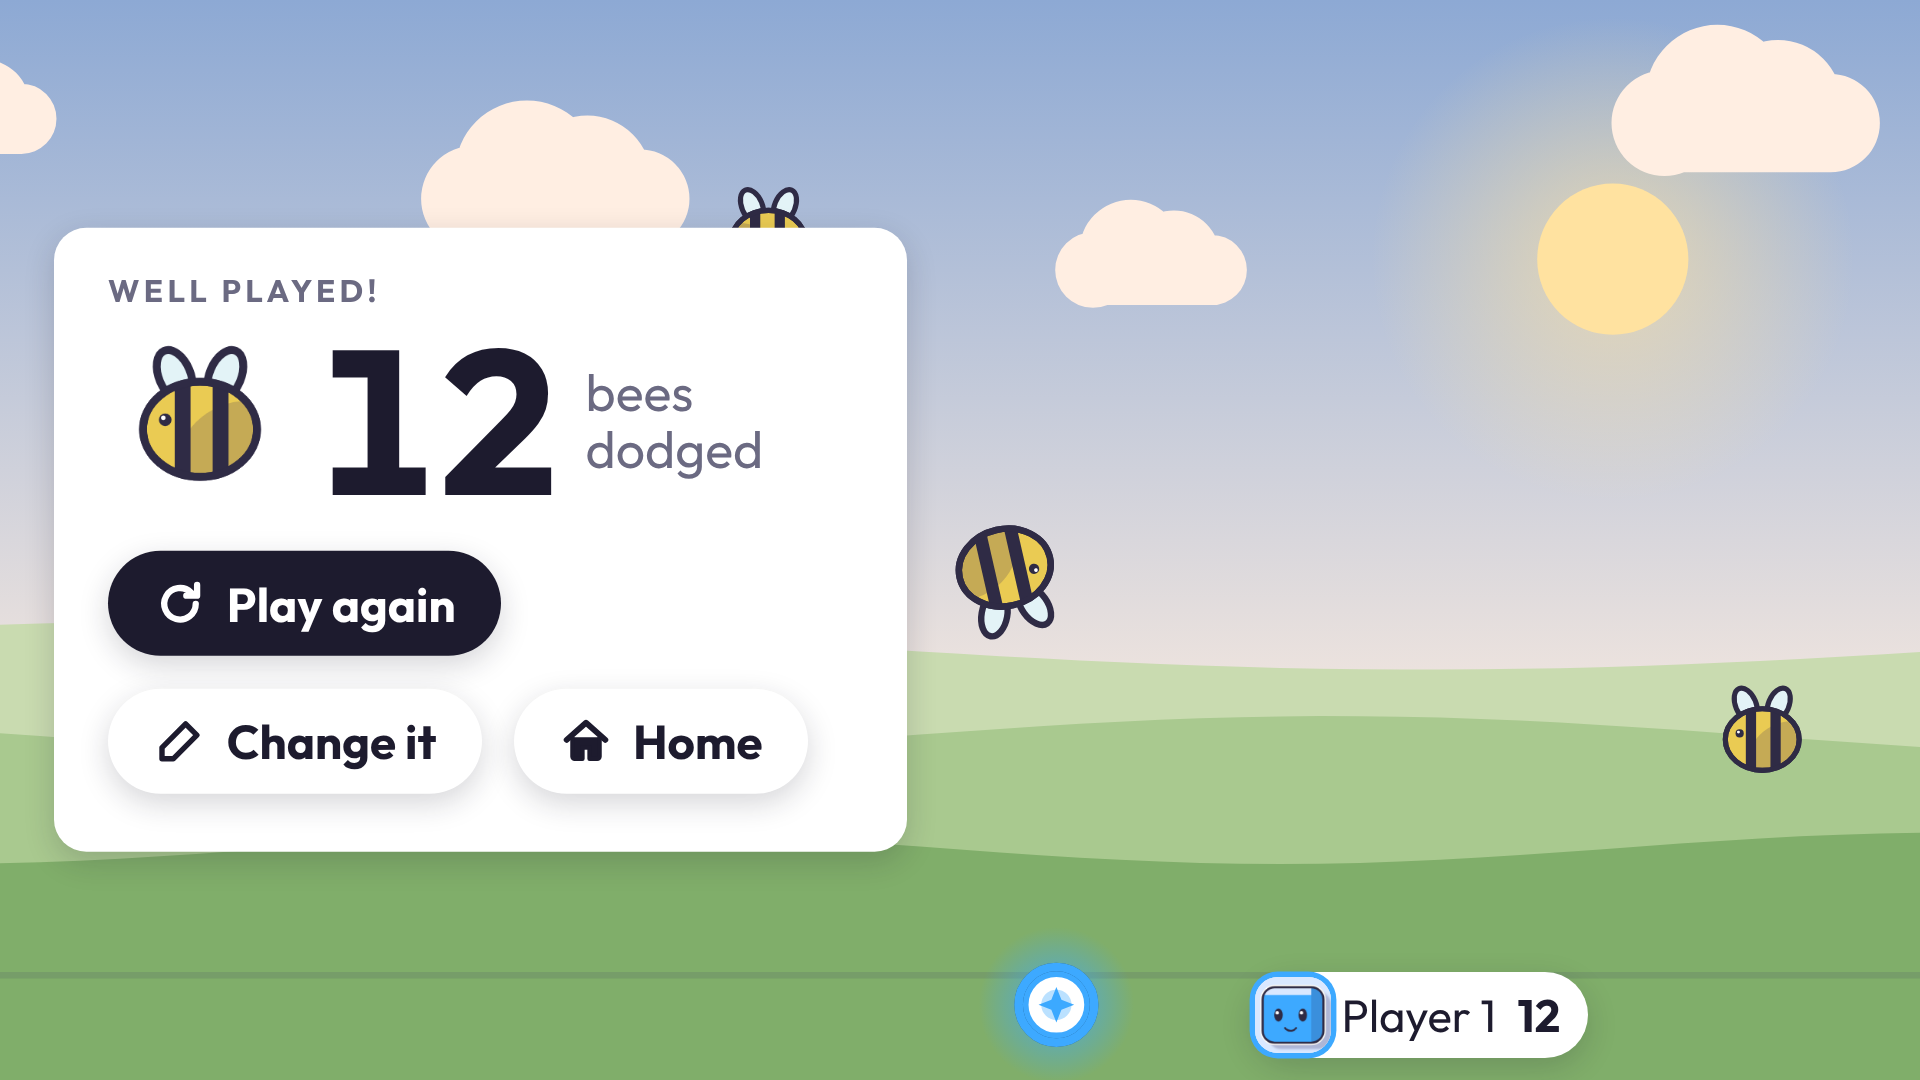 WELL PLAYED!
12
bees
dodged
Play again
Change it
Home
Player 1 12